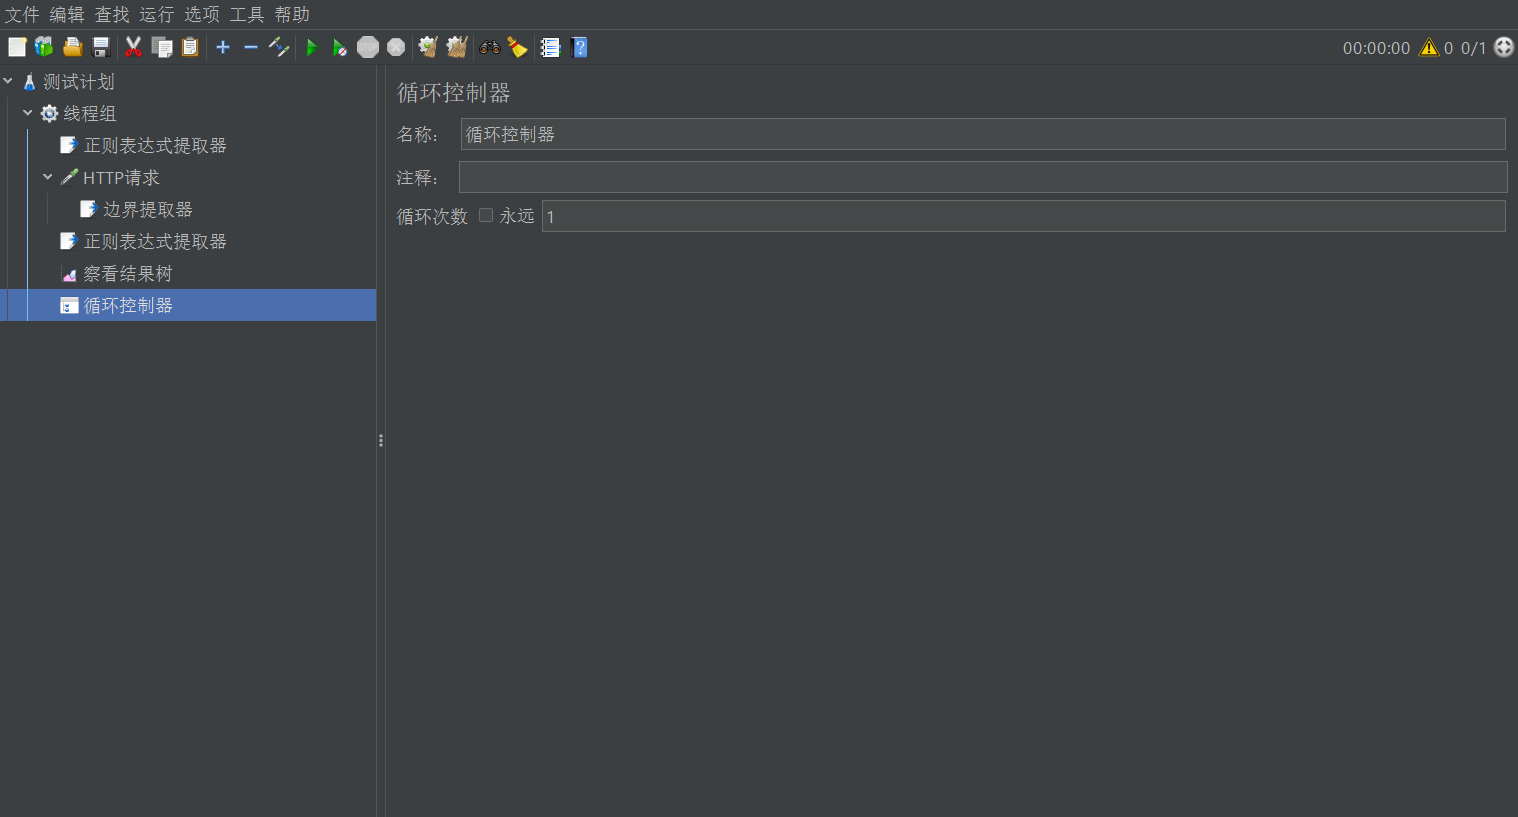 文件 编辑 查找 运行 选项 工具 帮助
STOP 00:00:00 0 0/1
测试计划
线程组
正则表达式提取器
HTTP请求
边界提取器
正则表达式提取器
察看结果树
循环控制器
循环控制器
名称： 循环控制器
注释：
循环次数 永远 1